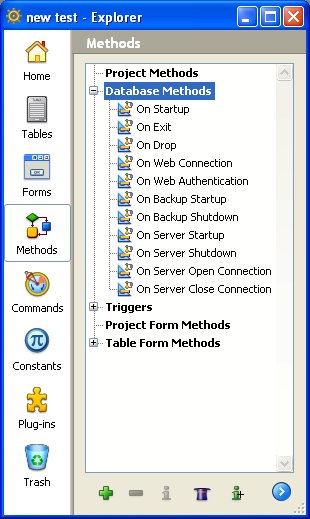 new test - Explorer
Methods
Home
Tables
Forms
OK
Methods
Commands
Constants
Plug-ins
Trash
Project Methods
Database Methods
On Startup
On Exit
On Drop
On Web Connection
On Web Authentication
On Backup Startup
On Backup Shutdown
On Server Startup
On Server Shutdown
On Server Open Connection
On Server Close Connection
Triggers
Project Form Methods
Table Form Methods